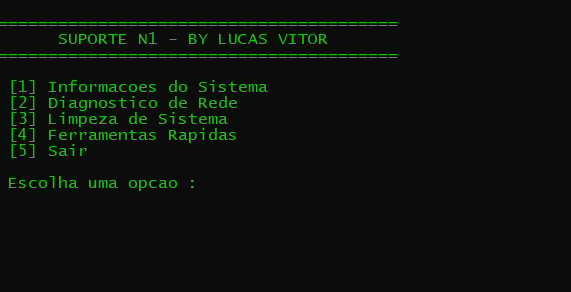 ========================================
SUPORTE N1 - BY LUCAS VITOR
========================================
[1] Informacoes do Sistema
[2] Diagnostico de Rede
[3] Limpeza de Sistema
[4] Ferramentas Rapidas
[5] Sair
Escolha uma opcao :